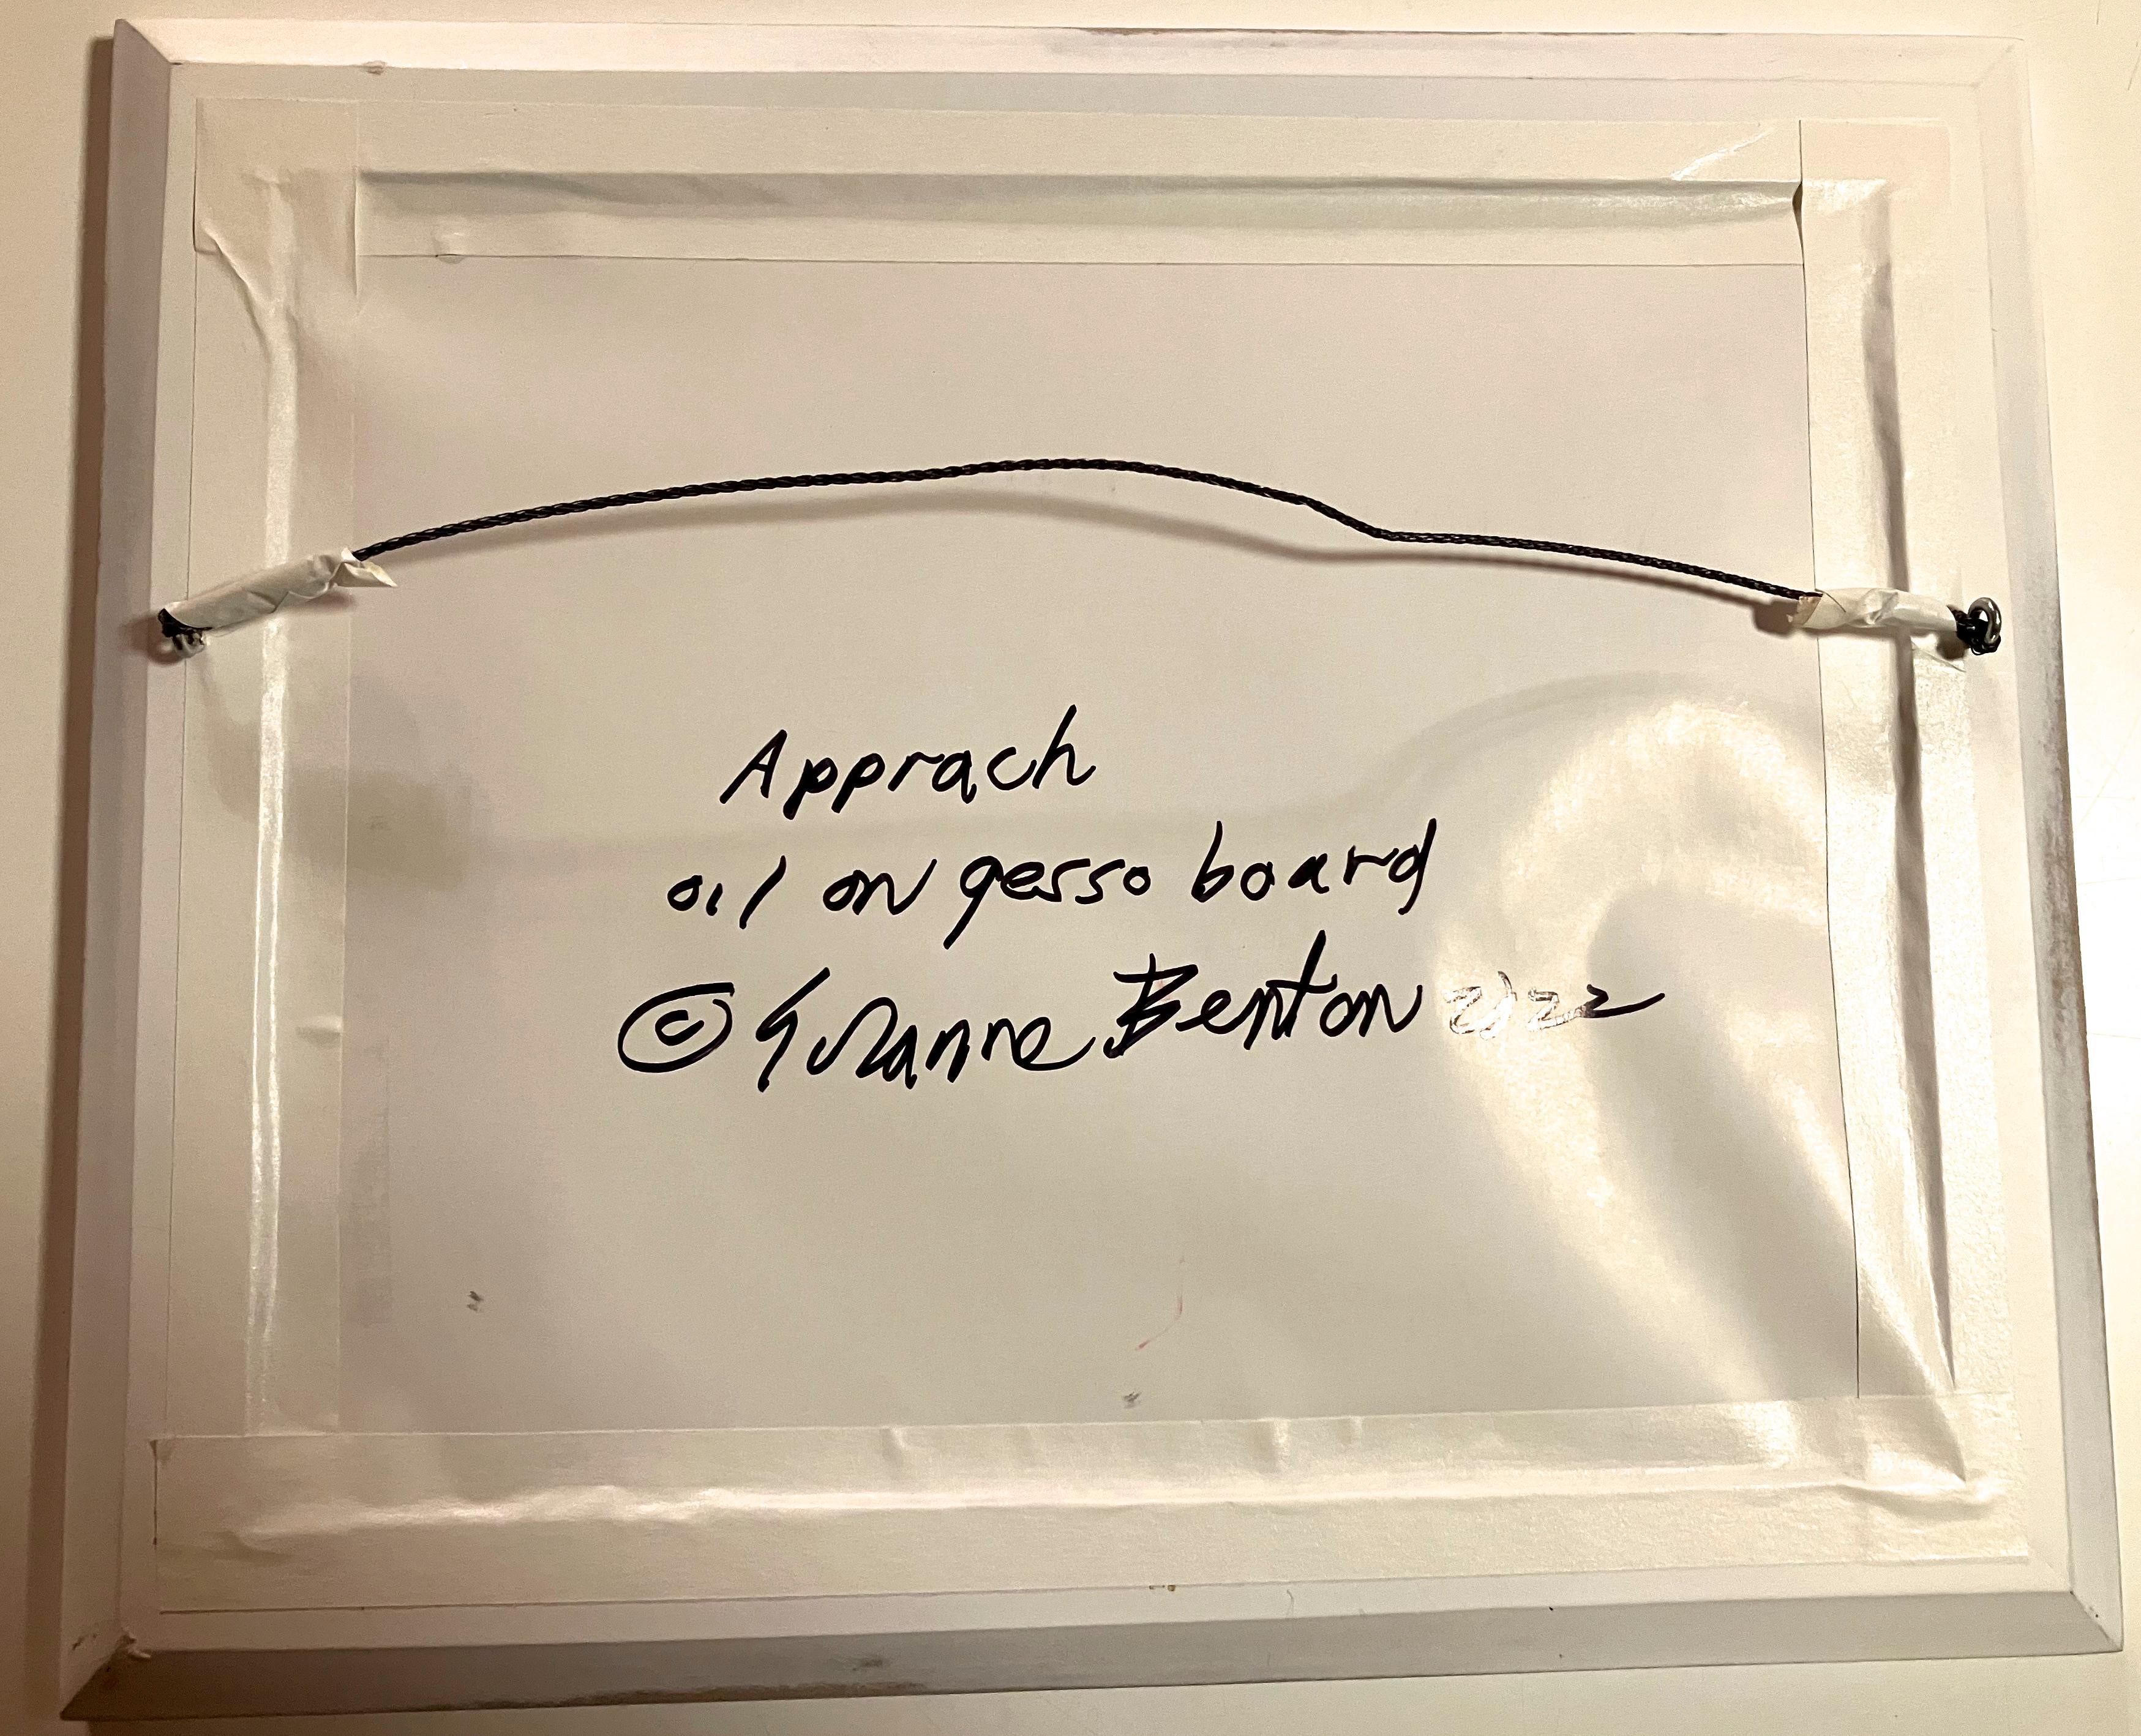 Apprach
oil on gesso board
© Suzanne Benton 2022